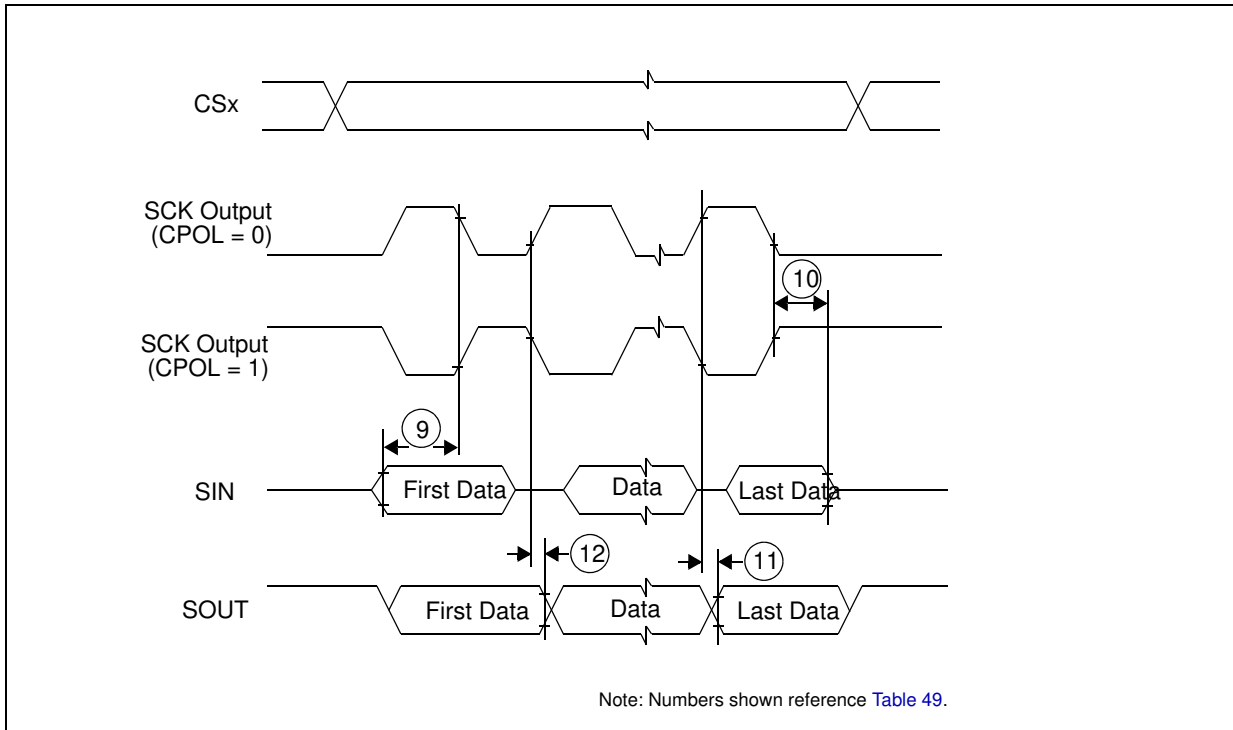 CSx
SCK Output
(CPOL = 0)
10
SCK Output
(CPOL = 1)
9
SIN
First Data
Data
Last Data
12
11
SOUT
First Data
Data
Last Data
Note: Numbers shown reference Table 49.